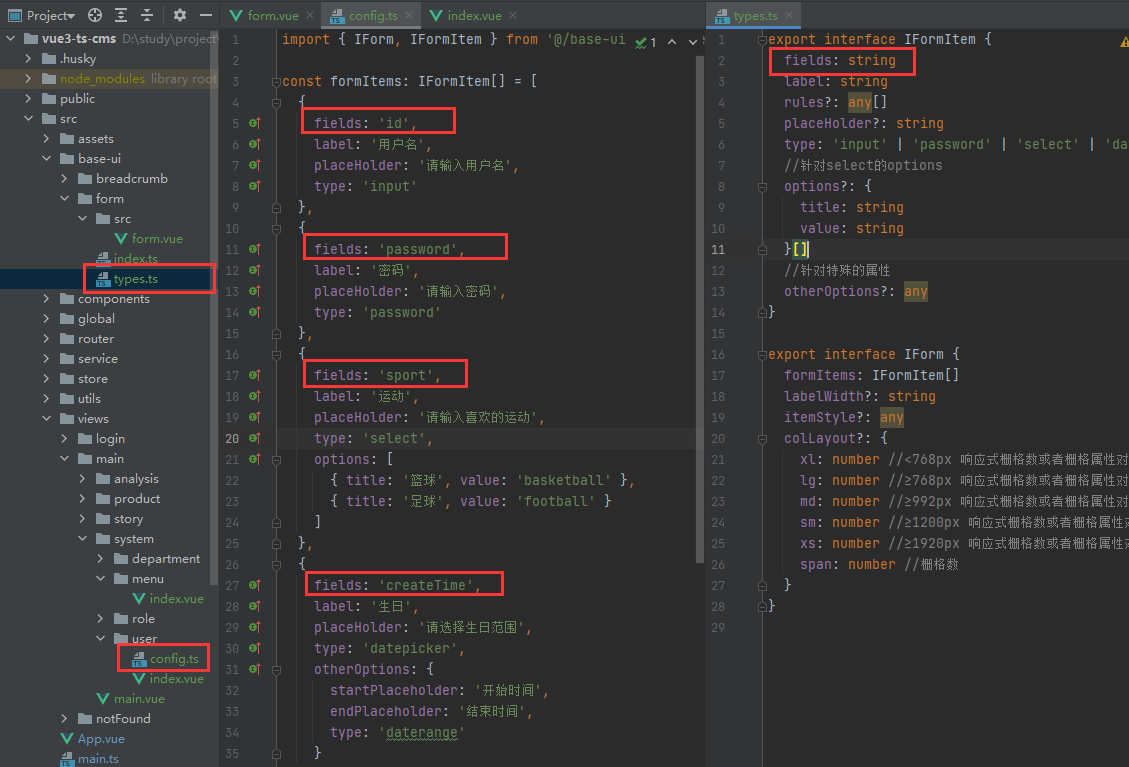 Project
vue3-ts-cms D:\study\project
.husky
node_modules library root
public
src
assets
base-ui
breadcrumb
form
src
form.vue
index.ts
types.ts
components
global
router
service
store
utils
views
login
main
analysis
product
story
system
department
menu
index.vue
role
user
config.ts
index.vue
main.vue
notFound
App.vue
main.ts
form.vue
config.ts
index.vue
1 import { IForm, IFormItem } from '@/base-ui
1
2
3 const formItems: IFormItem[] = [
4 {
5 fields: 'id',
6 label: '用户名',
7 placeHolder: '请输入用户名',
8 type: 'input'
9 },
10 {
11 fields: 'password',
12 label: '密码',
13 placeHolder: '请输入密码',
14 type: 'password'
15 },
16 {
17 fields: 'sport',
18 label: '运动',
19 placeHolder: '请输入喜欢的运动',
20 type: 'select',
21 options: [
22 { title: '篮球', value: 'basketball' },
23 { title: '足球', value: 'football' }
24 ]
25 },
26 {
27 fields: 'createTime',
28 label: '生日',
29 placeHolder: '请选择生日范围',
30 type: 'datepicker',
31 otherOptions: {
32 startPlaceholder: '开始时间',
33 endPlaceholder: '结束时间',
34 type: 'daterange'
35 }
types.ts
1 export interface IFormItem {
2 fields: string
3 label: string
4 rules?: any[]
5 placeHolder?: string
6 type: 'input' | 'password' | 'select' | 'da
7 //针对select的options
8 options?: {
9 title: string
10 value: string
11 }[]
12 //针对特殊的属性
13 otherOptions?: any
14 }
15
16 export interface IForm {
17 formItems: IFormItem[]
18 labelWidth?: string
19 itemStyle?: any
20 colLayout?: {
21 xl: number //<768px 响应式栅格数或者栅格属性对
22 lg: number //≥768px 响应式栅格数或者栅格属性对
23 md: number //≥992px 响应式栅格数或者栅格属性对
24 sm: number //≥1200px 响应式栅格数或者栅格属性对
25 xs: number //≥1920px 响应式栅格数或者栅格属性对
26 span: number //栅格数
27 }
28 }
29